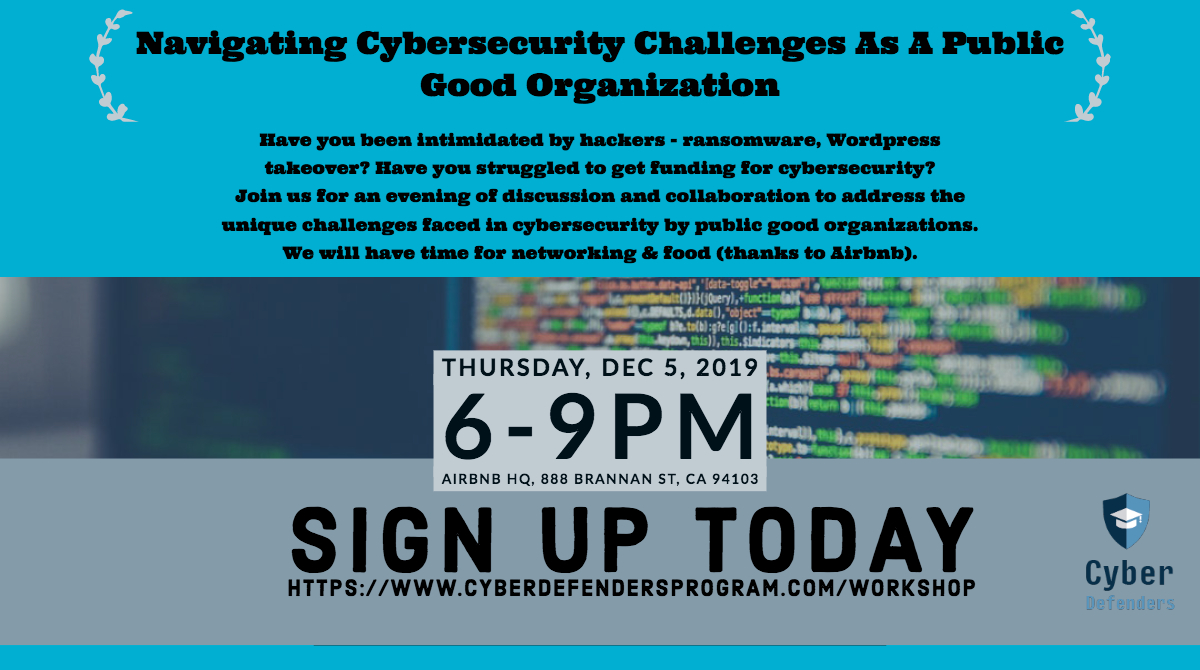 Navigating Cybersecurity Challenges As A Public
Good Organization
Have you been intimidated by hackers - ransomware, Wordpress
takeover? Have you struggled to get funding for cybersecurity?
Join us for an evening of discussion and collaboration to address the
unique challenges faced in cybersecurity by public good organizations.
We will have time for networking & food (thanks to Airbnb).
THURSDAY, DEC 5, 2019
6-9PM
AIRBNB HQ, 888 BRANNAN ST, CA 94103
SIGN UP TODAY
HTTPS://WWW.CYBERDEFENDERSPROGRAM.COM/WORKSHOP
Cyber
Defenders